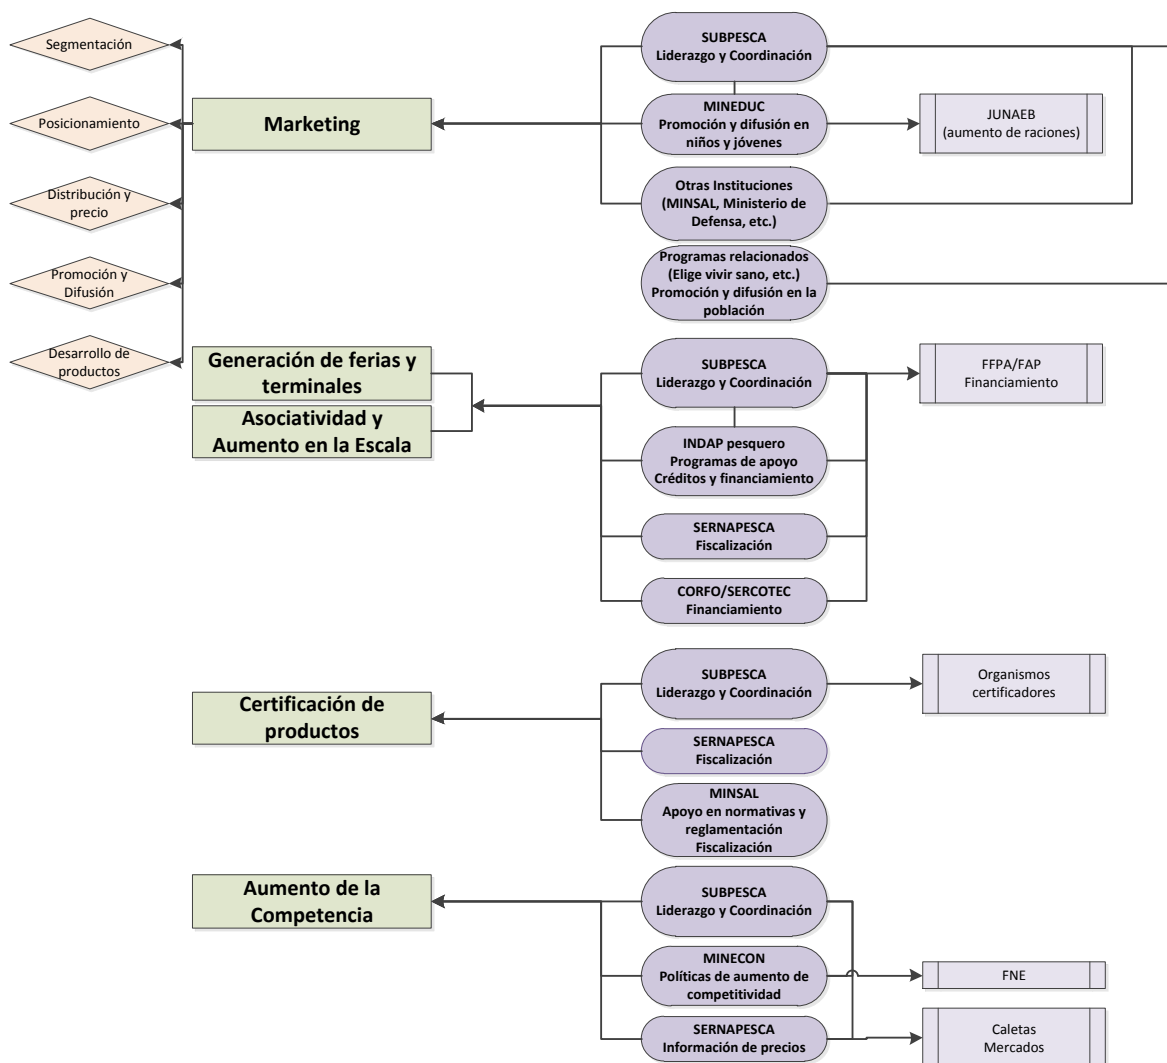 Segmentación
Posicionamiento
Distribución y
precio
Promoción y
Difusión
Desarrollo de
productos
Marketing
SUBPESCA
Liderazgo y Coordinación
MINEDUC
Promoción y difusión en
niños y jóvenes
JUNAEB
(aumento de raciones)
Otras Instituciones
(MINSAL, Ministerio de
Defensa, etc.)
Programas relacionados
(Elige vivir sano, etc.)
Promoción y difusión en la
población
Generación de ferias y
terminales
Asociatividad y
Aumento en la Escala
SUBPESCA
Liderazgo y Coordinación
FFPA/FAP
Financiamiento
INDAP pesquero
Programas de apoyo
Créditos y financiamiento
SERNAPESCA
Fiscalización
CORFO/SERCOTEC
Financiamiento
Certificación de
productos
SUBPESCA
Liderazgo y Coordinación
Organismos
certificadores
SERNAPESCA
Fiscalización
MINSAL
Apoyo en normativas y
reglamentación
Fiscalización
Aumento de la
Competencia
SUBPESCA
Liderazgo y Coordinación
MINECON
Políticas de aumento de
competitividad
FNE
SERNAPESCA
Información de precios
Caletas
Mercados